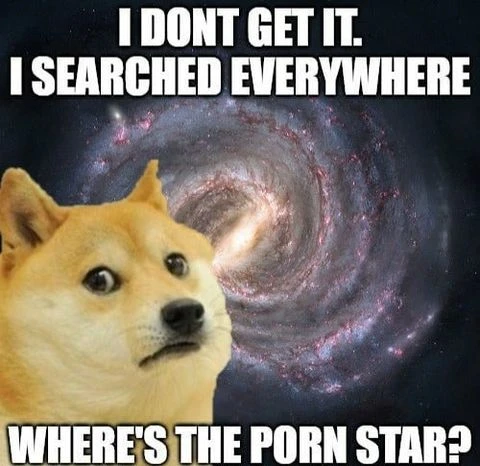 I DONT GET IT.
I SEARCHED EVERYWHERE
WHERE'S THE PORN STAR?